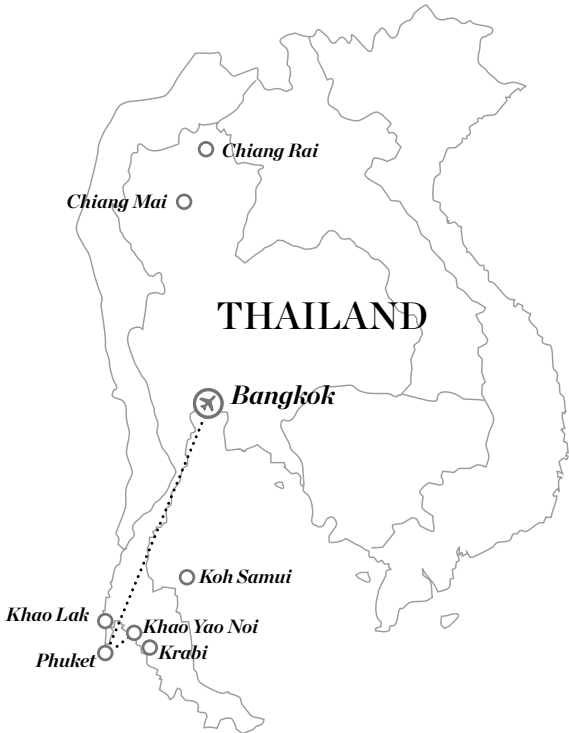 Chiang Rai
Chiang Mai
THAILAND
Bangkok
Koh Samui
Khao Lak
Khao Yao Noi
Krabi
Phuket